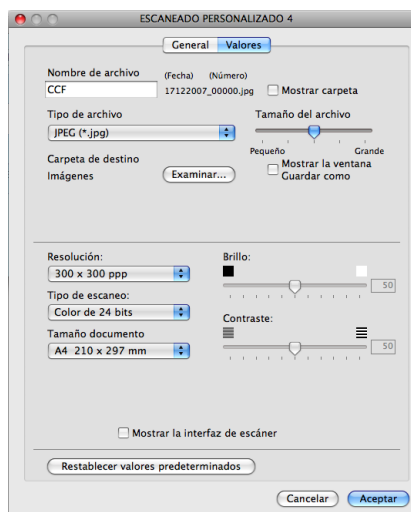 ESCANEADO PERSONALIZADO 4
General Valores
Nombre de archivo (Fecha) (Número)
CCF 17122007_00000.jpg Mostrar carpeta
Tipo de archivo Tamaño del archivo
JPEG (*.jpg)
Pequeño Grande
Carpeta de destino Mostrar la ventana
Imágenes Examinar... Guardar como
Resolución: Brillo:
300 x 300 ppp
50
Tipo de escaneo:
Color de 24 bits
Contraste:
Tamaño documento
A4 210 x 297 mm 50
Mostrar la interfaz de escáner
Restablecer valores predeterminados
Cancelar Aceptar